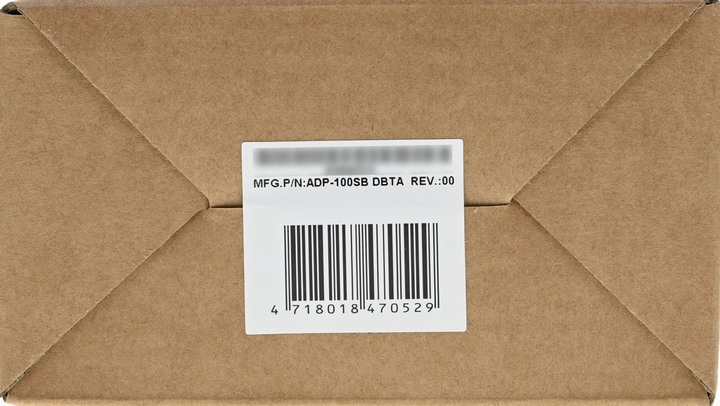 MFG.P/N:ADP-100SB DBTA REV.:00
4 718018 470529